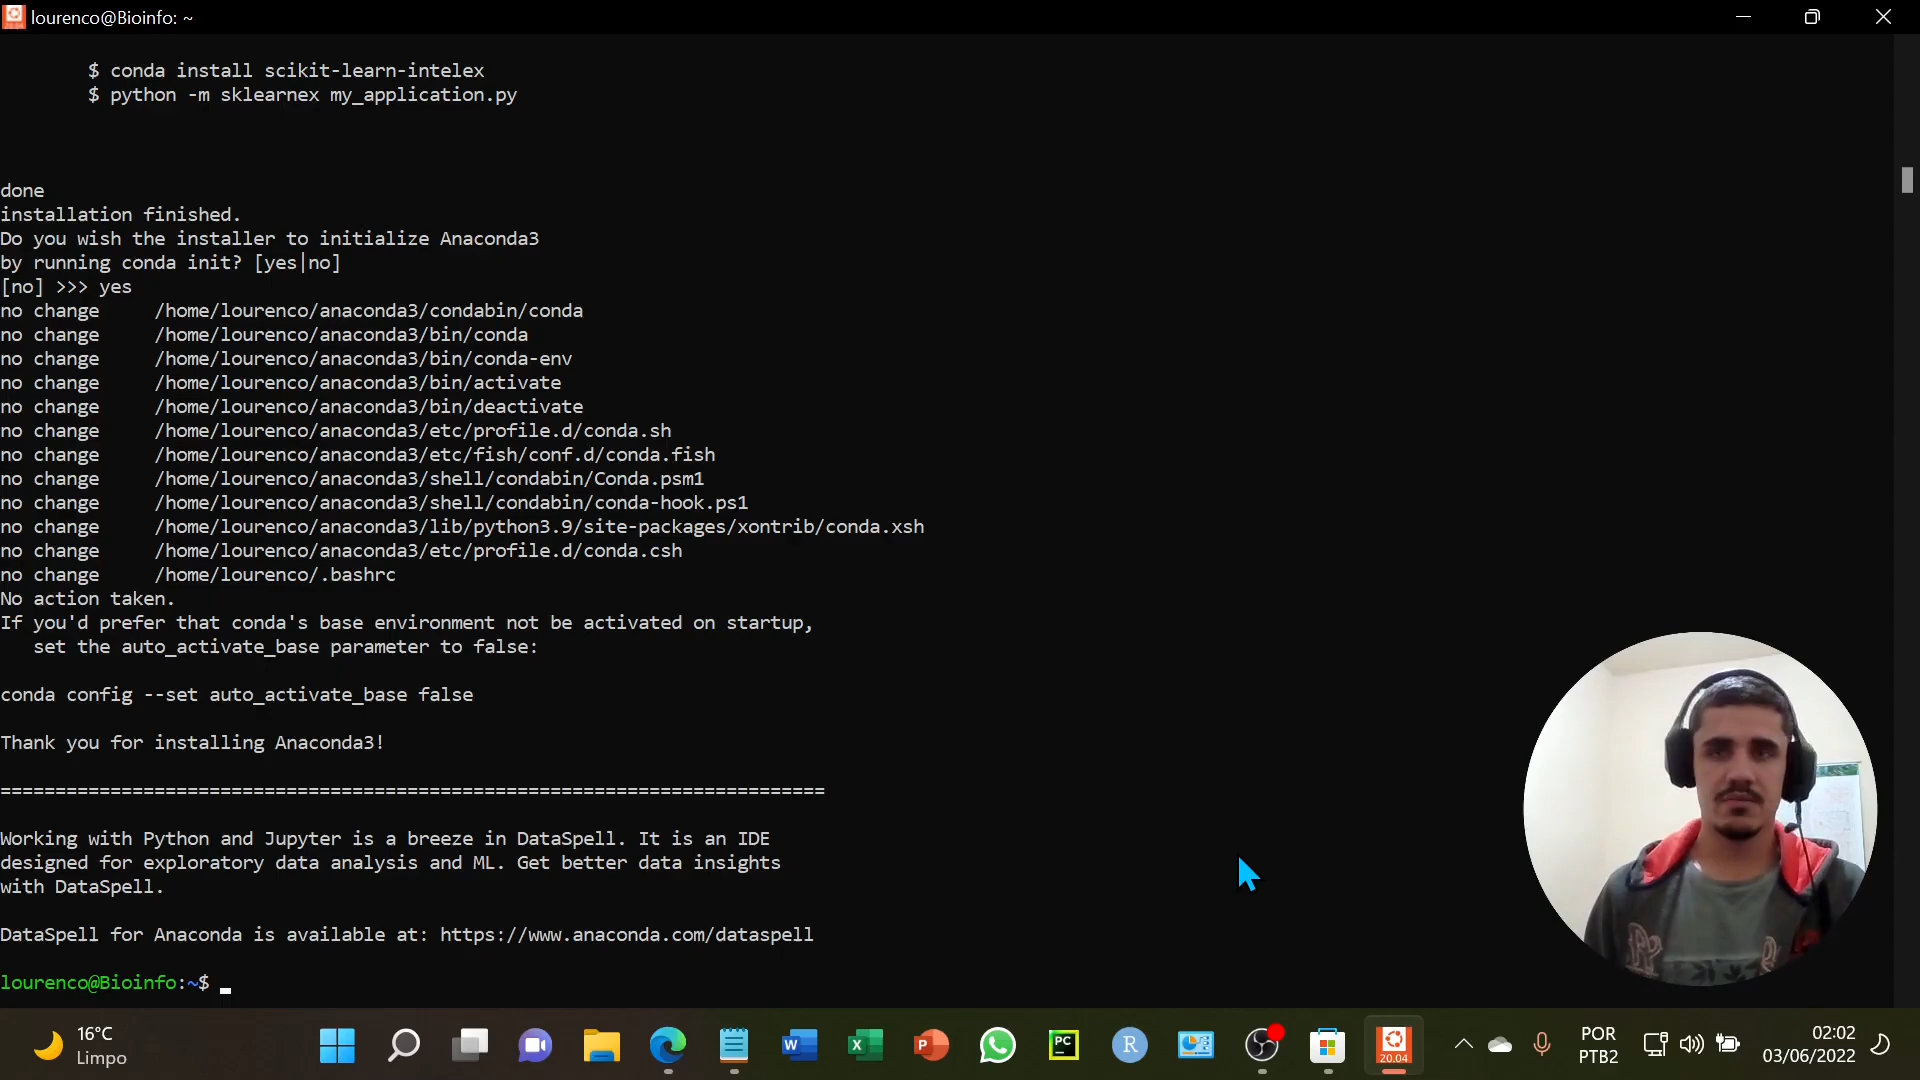 lourenco@Bioinfo: ~
$ conda install scikit-learn-intelex
$ python -m sklearnex my_application.py
done
installation finished.
Do you wish the installer to initialize Anaconda3
by running conda init? [yes|no]
[no] >>> yes
no change     /home/lourenco/anaconda3/condabin/conda
no change     /home/lourenco/anaconda3/bin/conda
no change     /home/lourenco/anaconda3/bin/conda-env
no change     /home/lourenco/anaconda3/bin/activate
no change     /home/lourenco/anaconda3/bin/deactivate
no change     /home/lourenco/anaconda3/etc/profile.d/conda.sh
no change     /home/lourenco/anaconda3/etc/fish/conf.d/conda.fish
no change     /home/lourenco/anaconda3/shell/condabin/Conda.psm1
no change     /home/lourenco/anaconda3/shell/condabin/conda-hook.ps1
no change     /home/lourenco/anaconda3/lib/python3.9/site-packages/xontrib/conda.xsh
no change     /home/lourenco/anaconda3/etc/profile.d/conda.csh
no change     /home/lourenco/.bashrc
No action taken.
If you'd prefer that conda's base environment not be activated on startup,
set the auto_activate_base parameter to false:
conda config --set auto_activate_base false
Thank you for installing Anaconda3!
===========================================================================
Working with Python and Jupyter is a breeze in DataSpell. It is an IDE
designed for exploratory data analysis and ML. Get better data insights
with DataSpell.
DataSpell for Anaconda is available at: https://www.anaconda.com/dataspell
lourenco@Bioinfo:~$
16°C
Limpo
W
X
P
PC
R
20.04
POR
PTB2
02:02
03/06/2022